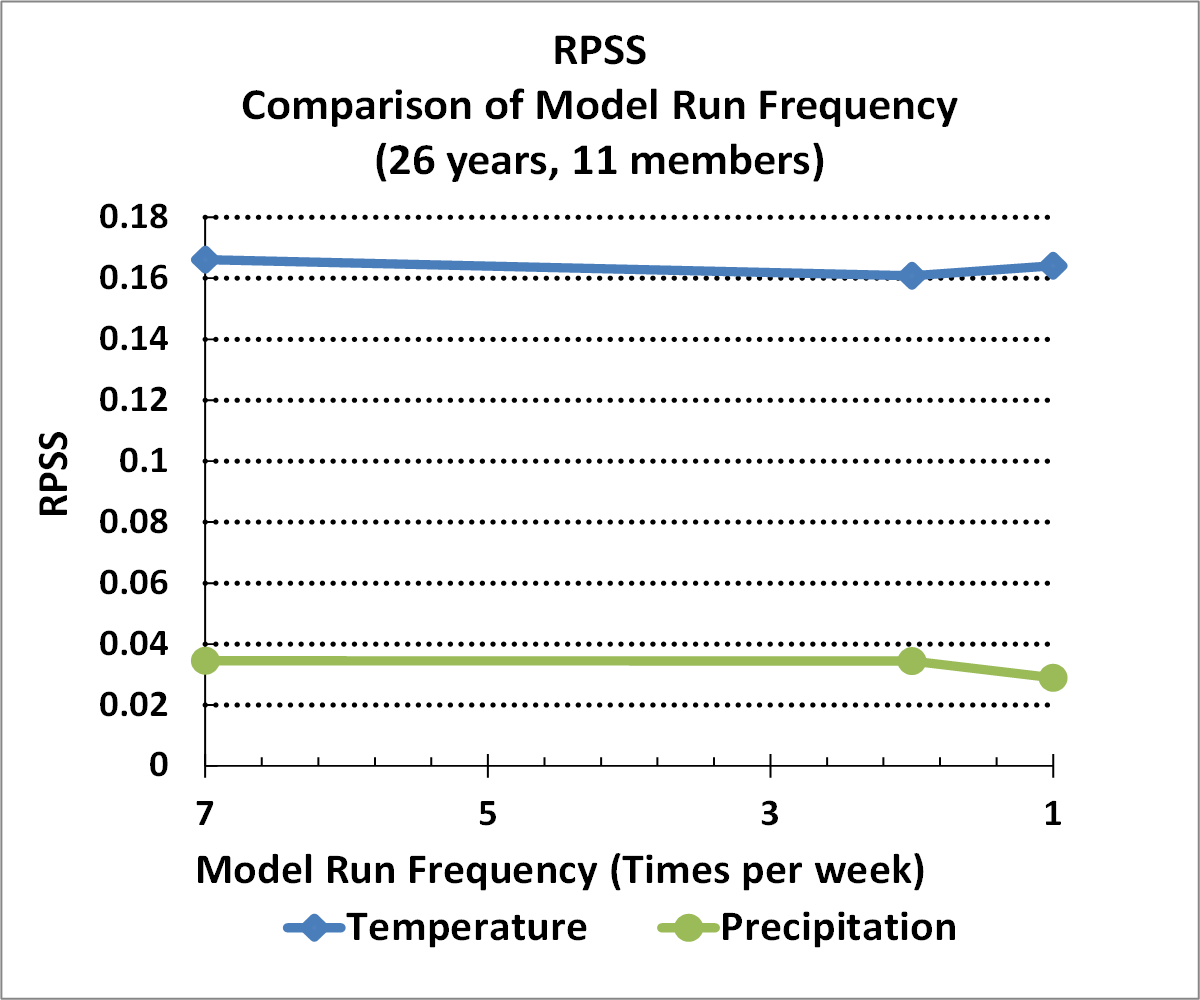 RPSS
Comparison of Model Run Frequency
(26 years, 11 members)
0.18
0.16
0.14
0.12
0.1
0.08
0.06
0.04
0.02
0
RPSS
7 5 3 1
Model Run Frequency (Times per week)
Temperature Precipitation